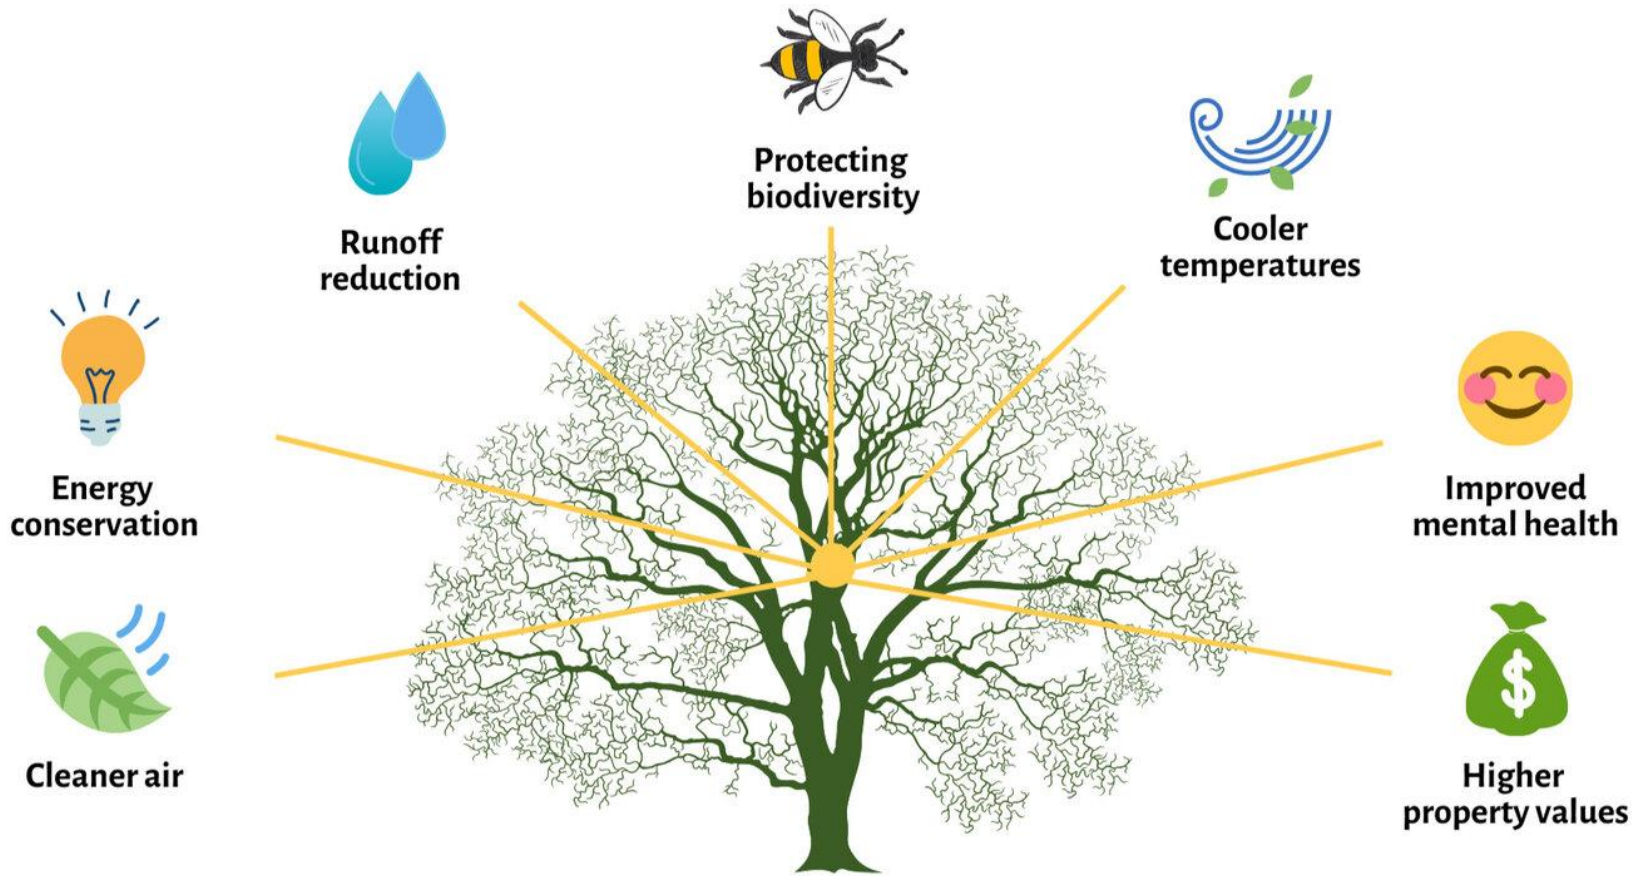 Protecting
biodiversity
Runoff
reduction
Cooler
temperatures
Energy
conservation
Improved
mental health
Cleaner air
$
Higher
property values